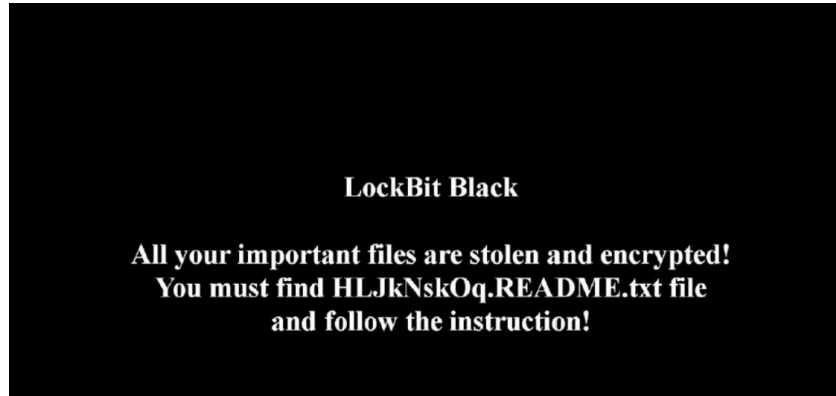 LockBit Black
All your important files are stolen and encrypted!
You must find HLJkNskOq.README.txt file
and follow the instruction!